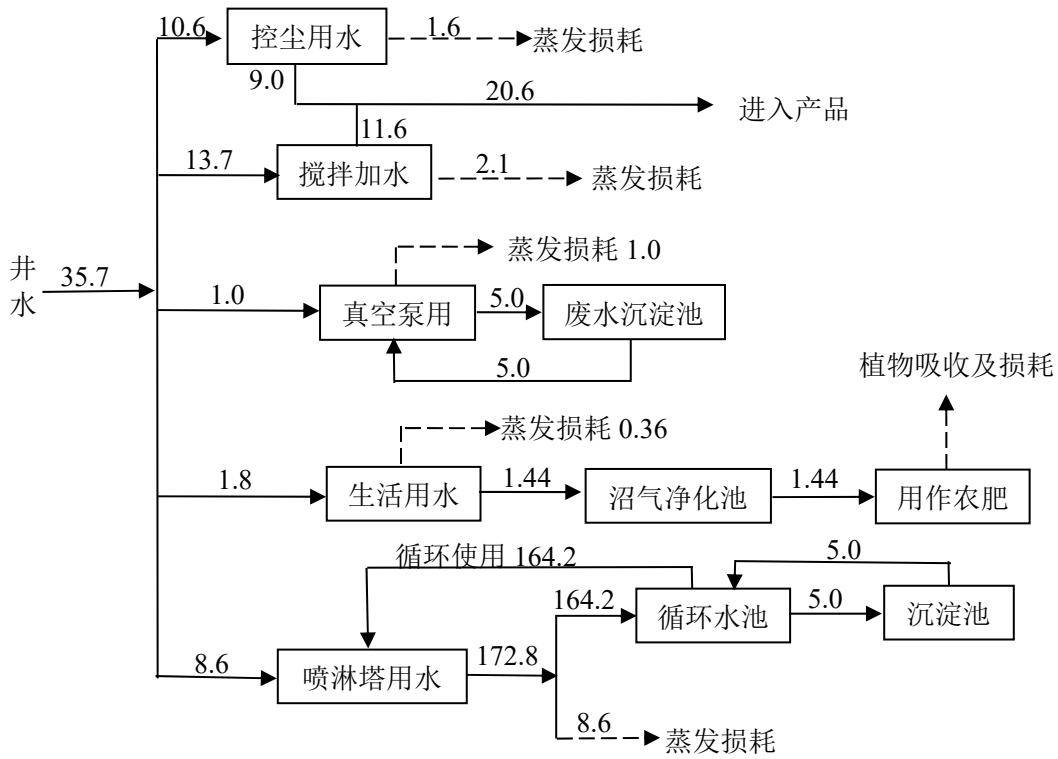 10.6
控尘用水
1.6
蒸发损耗
9.0
20.6
进入产品
11.6
13.7
搅拌加水
2.1
蒸发损耗
蒸发损耗 1.0
井
水
35.7
1.0
真空泵用
5.0
废水沉淀池
5.0
植物吸收及损耗
蒸发损耗 0.36
1.8
生活用水
1.44
沼气净化池
1.44
用作农肥
循环使用 164.2
5.0
164.2
循环水池
5.0
沉淀池
8.6
喷淋塔用水
172.8
8.6
蒸发损耗